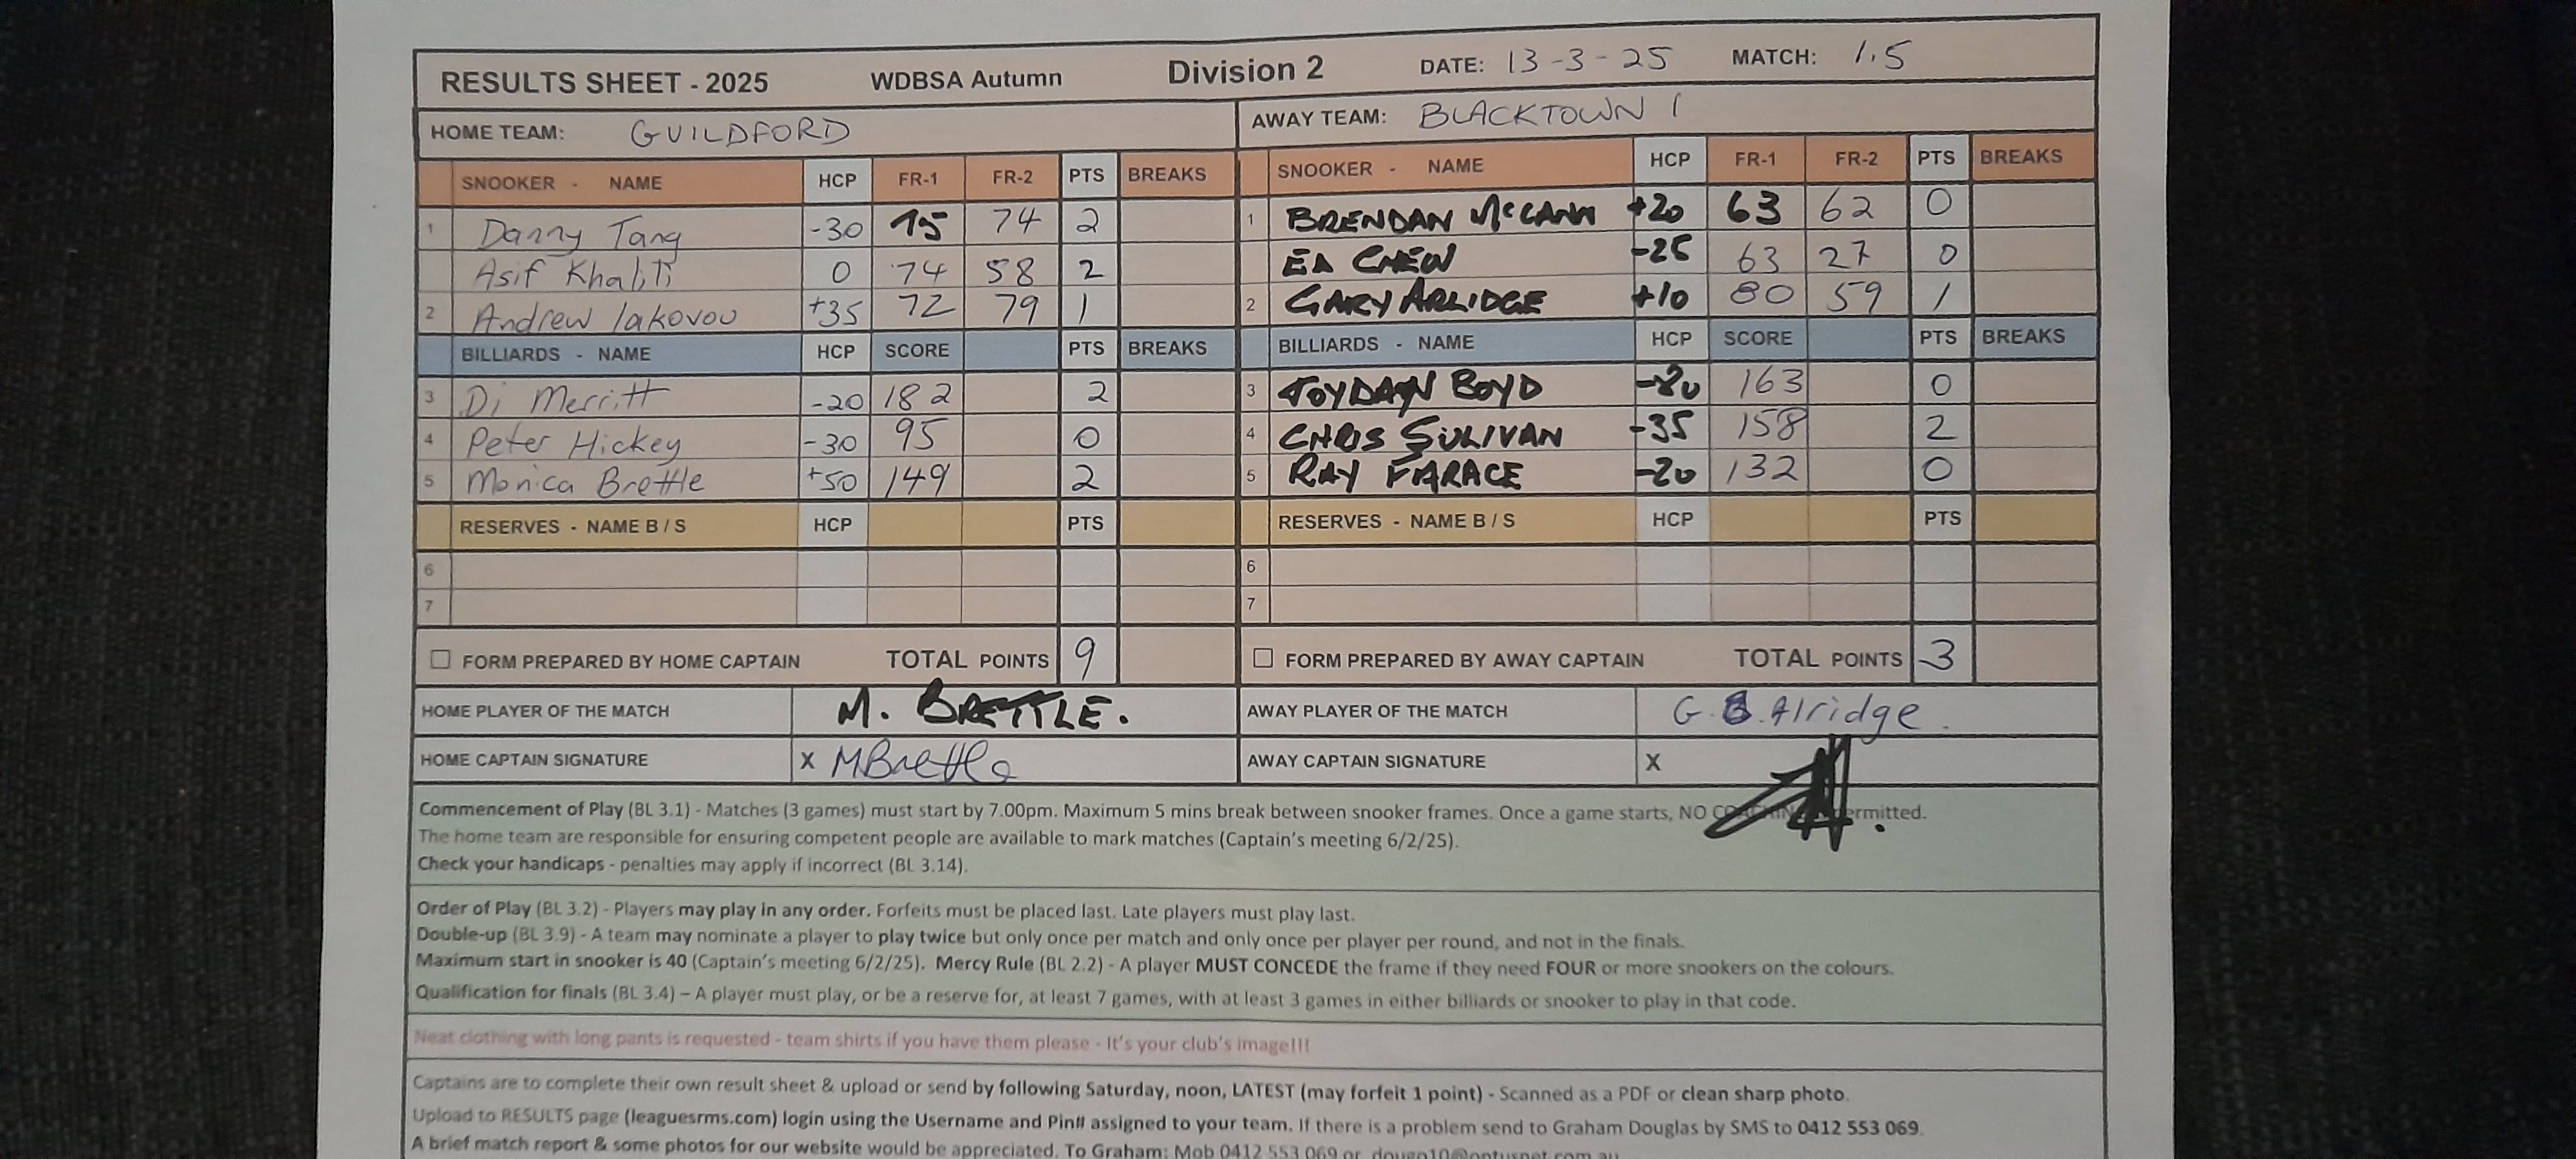 RESULTS SHEET - 2025 WDBSA Autumn Division 2 DATE: 13-3-25 MATCH: 1.5
HOME TEAM: GUILDFORD AWAY TEAM: BLACKTOWN 1
SNOOKER - NAME HCP FR-1 FR-2 PTS BREAKS SNOOKER - NAME HCP FR-1 FR-2 PTS BREAKS
1 Danny Tang -30 75 74 2 1 BRENDAN McCANN +20 63 62 0
Asif Khalili 0 74 58 2 ED CHEW -25 63 27 0
2 Andrew Iakovou +35 72 79 1 2 GARY ARLIDGE +10 80 59 1
BILLIARDS - NAME HCP SCORE PTS BREAKS BILLIARDS - NAME HCP SCORE PTS BREAKS
3 Di Merritt -20 182 2 3 BOYD 163 0
4 Peter Hickey -30 95 0 4 CHRIS SULIVAN -35 158 2
5 Monica Brettle +50 149 2 5 RAY FARACE -20 132 0
RESERVES - NAME B / S HCP PTS RESERVES - NAME B / S HCP PTS
6 6
7 7
FORM PREPARED BY HOME CAPTAIN TOTAL POINTS 9 FORM PREPARED BY AWAY CAPTAIN TOTAL POINTS 3
HOME PLAYER OF THE MATCH M. BRETTLE. AWAY PLAYER OF THE MATCH G. Alridge.
HOME CAPTAIN SIGNATURE X MBrettle AWAY CAPTAIN SIGNATURE X
Commencement of Play (BL 3.1) - Matches (3 games) must start by 7.00pm. Maximum 5 mins break between snooker frames. Once a game starts, NO permitted.
The home team are responsible for ensuring competent people are available to mark matches (Captain's meeting 6/2/25).
Check your handicaps - penalties may apply if incorrect (BL 3.14).
Order of Play (BL 3.2) - Players may play in any order. Forfeits must be placed last. Late players must play last.
Double-up (BL 3.9) - A team may nominate a player to play twice but only once per match and only once per player per round, and not in the finals.
Maximum start in snooker is 40 (Captain's meeting 6/2/25). Mercy Rule (BL 2.2) - A player MUST CONCEDE the frame if they need FOUR or more snookers on the colours.
Qualification for finals (BL 3.4) – A player must play, or be a reserve for, at least 7 games, with at least 3 games in either billiards or snooker to play in that code.
Neat clothing with long pants is requested - team shirts if you have them please - It's your club's image!!!
Captains are to complete their own result sheet & upload or send by following Saturday, noon, LATEST (may forfeit 1 point) - Scanned as a PDF or clean sharp photo.
Upload to RESULTS page (leaguesrms.com) login using the Username and Pin# assigned to your team. If there is a problem send to Graham Douglas by SMS to 0412 553 069.
A brief match report & some photos for our website would be appreciated. To Graham: Mob 0412 553 069 or dougo10@optusnet.com.au